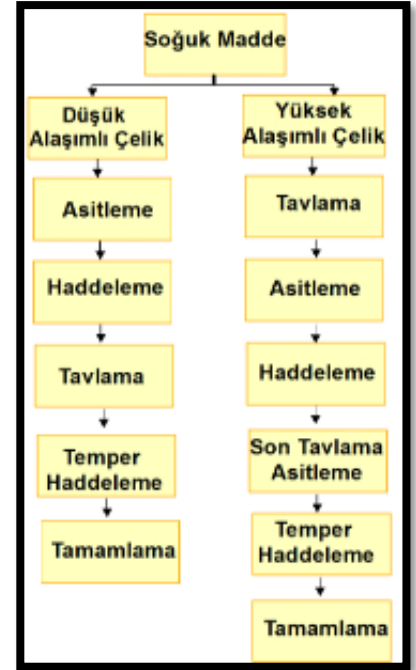 Soğuk Madde
Düşük
Alaşımlı Çelik
Asitleme
Haddeleme
Tavlama
Temper
Haddeleme
Tamamlama
Yüksek
Alaşımlı Çelik
Tavlama
Asitleme
Haddeleme
Son Tavlama
Asitleme
Temper
Haddeleme
Tamamlama